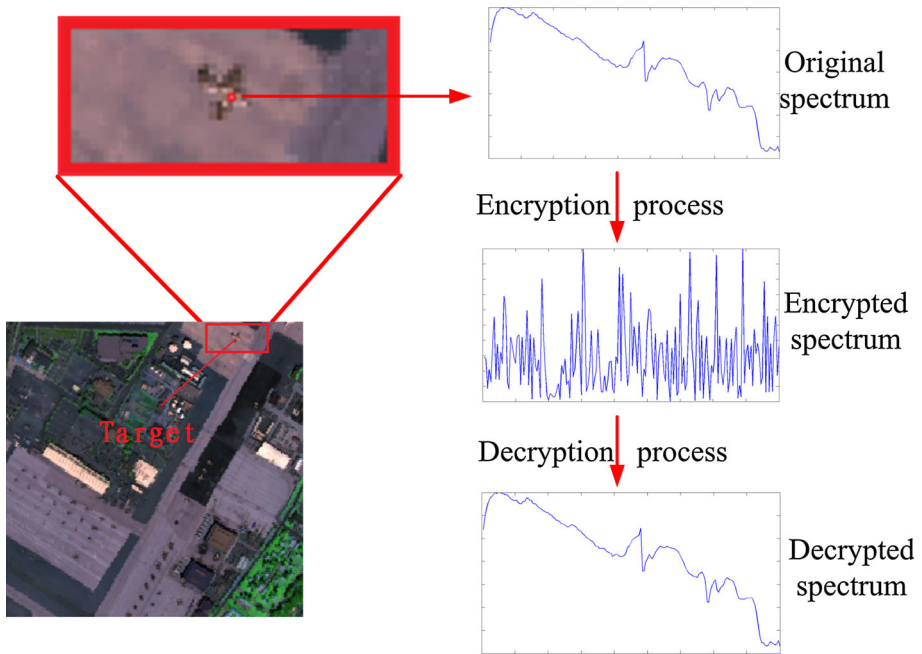 Original
spectrum
Encryption process
Encrypted
spectrum
Target
Decryption process
Decrypted
spectrum